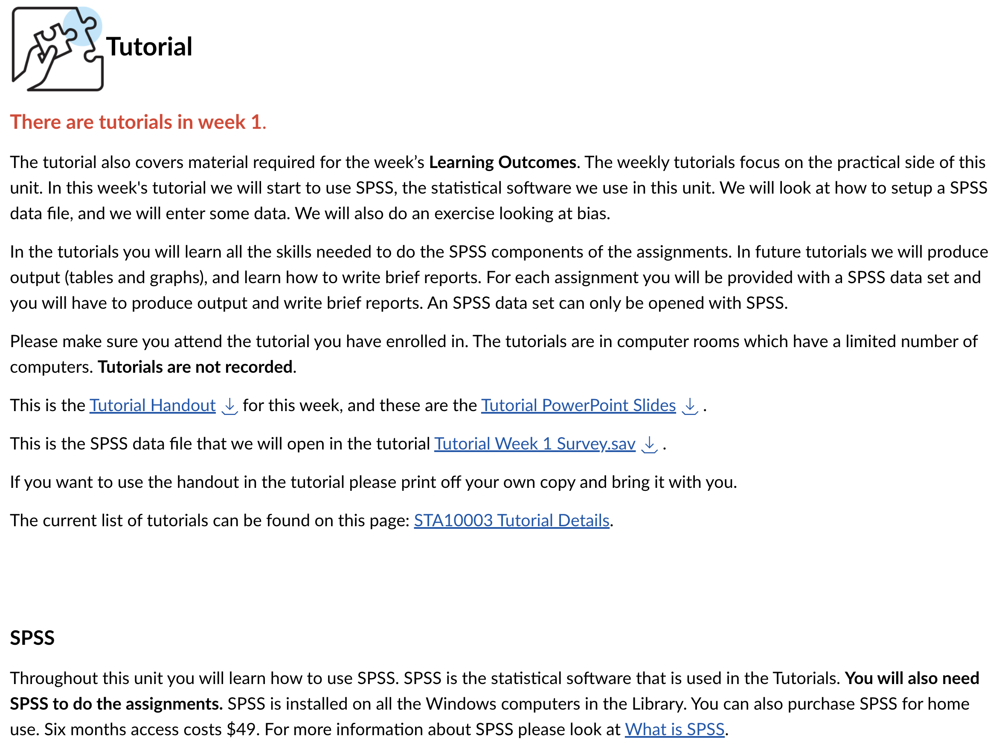 Tutorial
There are tutorials in week 1.
The tutorial also covers material required for the week’s Learning Outcomes. The weekly tutorials focus on the practical side of this
unit. In this week's tutorial we will start to use SPSS, the statistical software we use in this unit. We will look at how to setup a SPSS
data file, and we will enter some data. We will also do an exercise looking at bias.
In the tutorials you will learn all the skills needed to do the SPSS components of the assignments. In future tutorials we will produce
output (tables and graphs), and learn how to write brief reports. For each assignment you will be provided with a SPSS data set and
you will have to produce output and write brief reports. An SPSS data set can only be opened with SPSS.
Please make sure you attend the tutorial you have enrolled in. The tutorials are in computer rooms which have a limited number of
computers. Tutorials are not recorded.
This is the Tutorial Handout for this week, and these are the Tutorial PowerPoint Slides .
This is the SPSS data file that we will open in the tutorial Tutorial Week 1 Survey.sav .
If you want to use the handout in the tutorial please print off your own copy and bring it with you.
The current list of tutorials can be found on this page: STA10003 Tutorial Details.
SPSS
Throughout this unit you will learn how to use SPSS. SPSS is the statistical software that is used in the Tutorials. You will also need
SPSS to do the assignments. SPSS is installed on all the Windows computers in the Library. You can also purchase SPSS for home
use. Six months access costs $49. For more information about SPSS please look at What is SPSS.